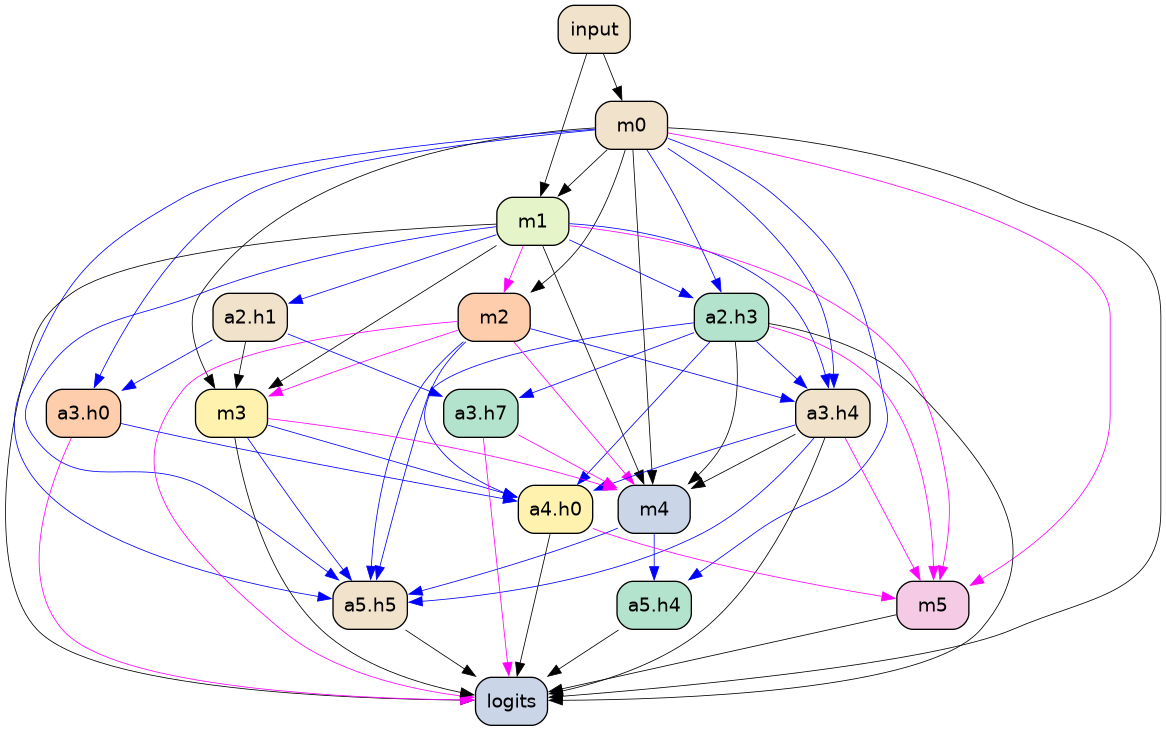 input
m0
m1
a2.h1
m2
a2.h3
a3.h0
m3
a3.h7
a3.h4
a4.h0
m4
a5.h5
a5.h4
m5
logits